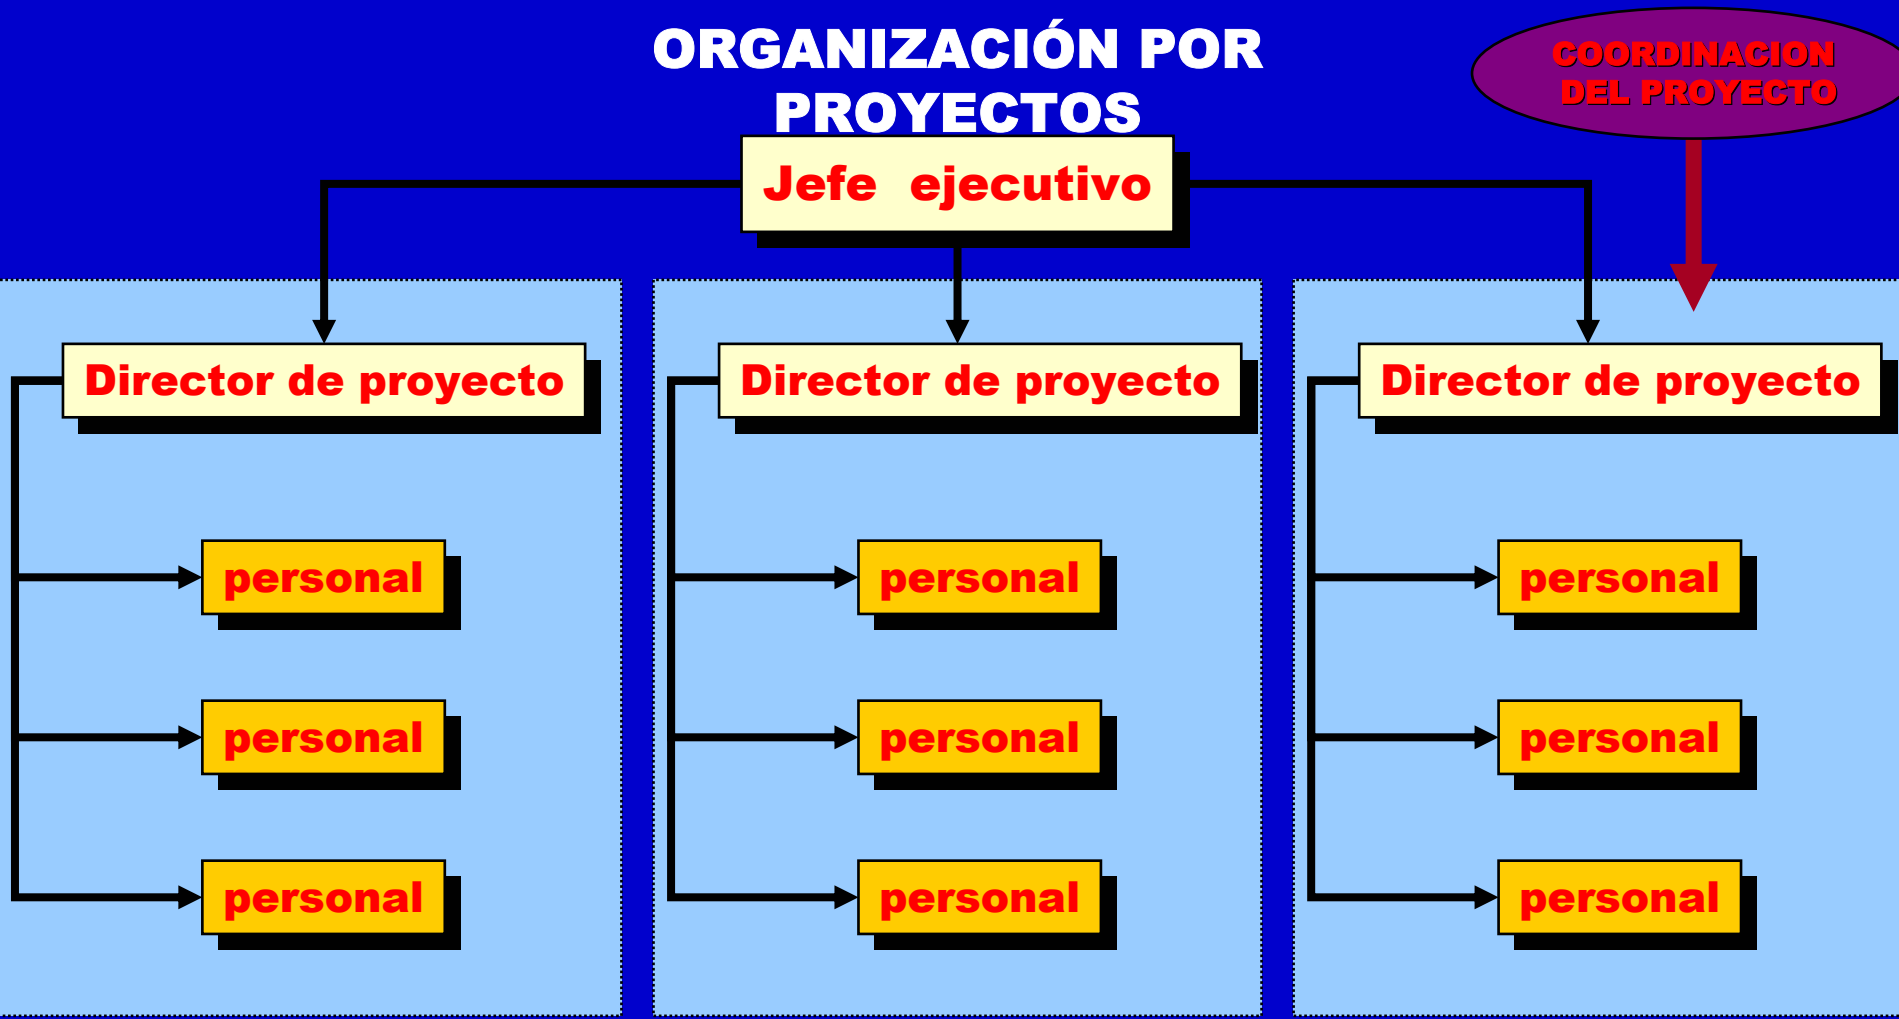 ORGANIZACIÓN POR
PROYECTOS
COORDINACION
DEL PROYECTO
Jefe ejecutivo
Director de proyecto
Director de proyecto
Director de proyecto
personal
personal
personal
personal
personal
personal
personal
personal
personal